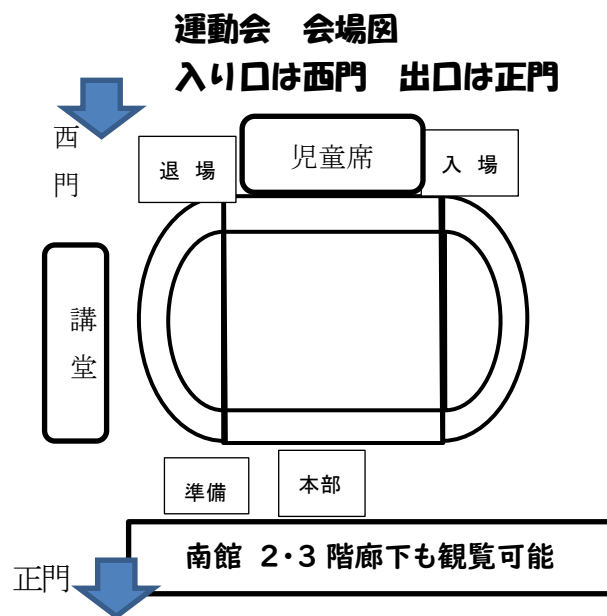 運動会　会場図
入り口は西門　出口は正門
西門
退 場
児童席
入 場
講堂
準備
本部
南館 2・3 階廊下も観覧可能
正門